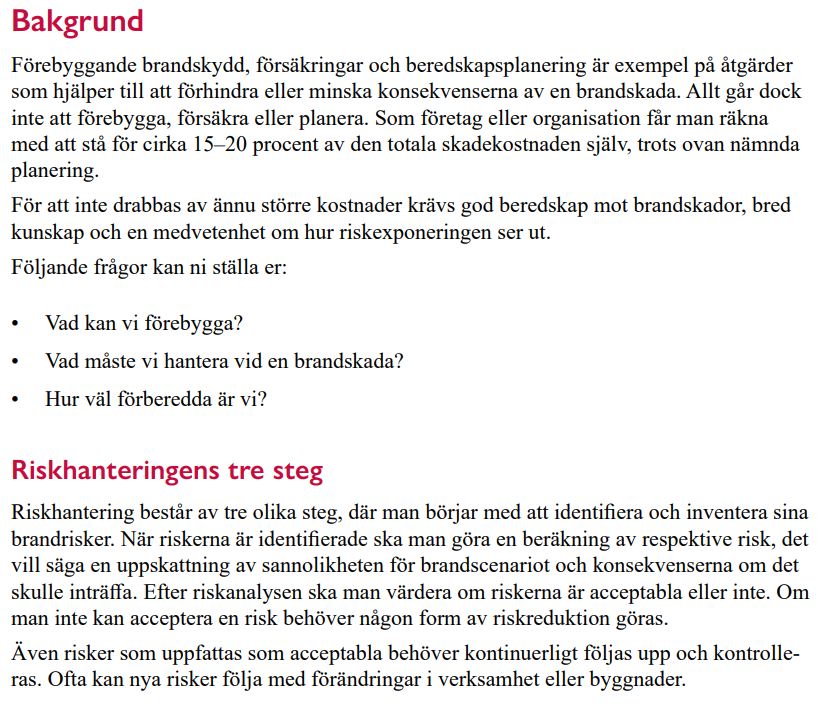 Bakgrund
Förebyggande brandskydd, försäkringar och beredskapsplanering är exempel på åtgärder
som hjälper till att förhindra eller minska konsekvenserna av en brandskada. Allt går dock
inte att förebygga, försäkra eller planera. Som företag eller organisation får man räkna
med att stå för cirka 15–20 procent av den totala skadekostnaden själv, trots ovan nämnda
planering.
För att inte drabbas av ännu större kostnader krävs god beredskap mot brandskador, bred
kunskap och en medvetenhet om hur riskexponeringen ser ut.
Följande frågor kan ni ställa er:
• Vad kan vi förebygga?
• Vad måste vi hantera vid en brandskada?
• Hur väl förberedda är vi?
Riskhanteringens tre steg
Riskhantering består av tre olika steg, där man börjar med att identifiera och inventera sina
brandrisker. När riskerna är identifierade ska man göra en beräkning av respektive risk, det
vill säga en uppskattning av sannolikheten för brandscenariot och konsekvenserna om det
skulle inträffa. Efter riskanalysen ska man värdera om riskerna är acceptabla eller inte. Om
man inte kan acceptera en risk behöver någon form av riskreduktion göras.
Även risker som uppfattas som acceptabla behöver kontinuerligt följas upp och kontrolle-
ras. Ofta kan nya risker följa med förändringar i verksamhet eller byggnader.